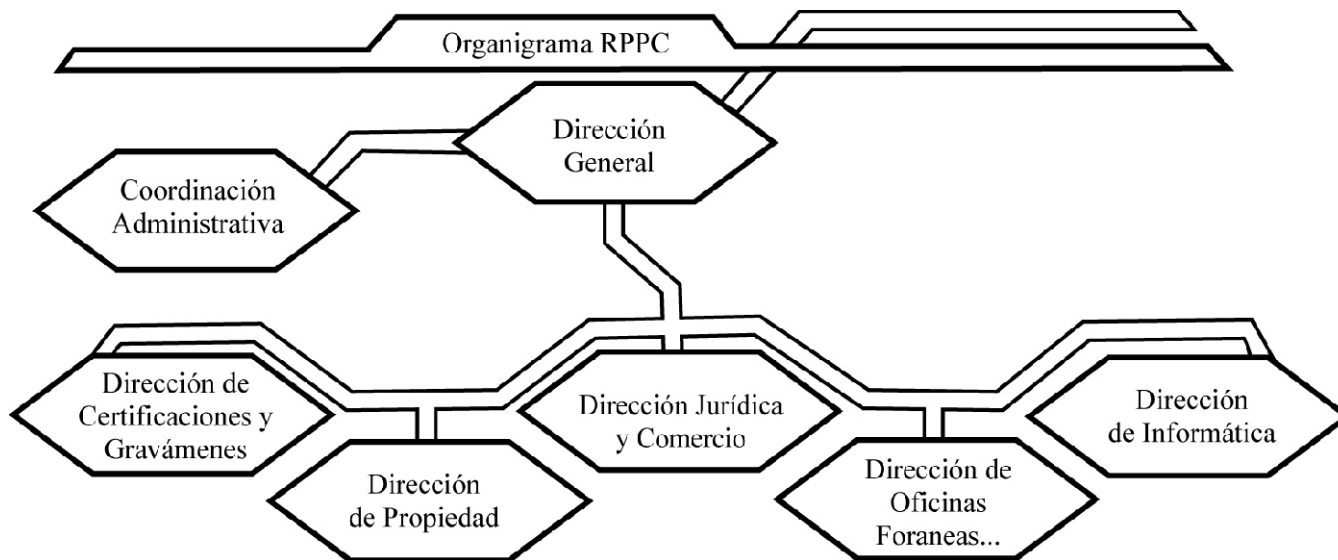 Organigrama RPPC
Dirección
General
Coordinación
Administrativa
Dirección de
Certificaciones y
Gravámenes
Dirección
de Propiedad
Dirección Jurídica
y Comercio
Dirección de
Oficinas
Foraneas...
Dirección
de Informática